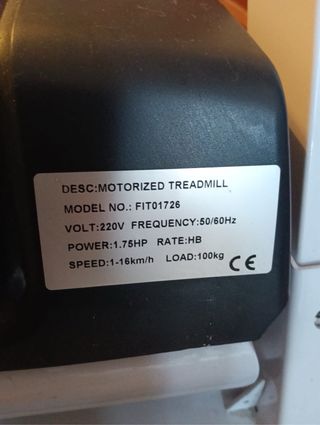 DESC:MOTORIZED TREADMILL
MODEL NO.: FIT01726
VOLT:220V FREQUENCY:50/60Hz
POWER:1.75HP RATE:HB
SPEED:1-16km/h LOAD:100kg CE